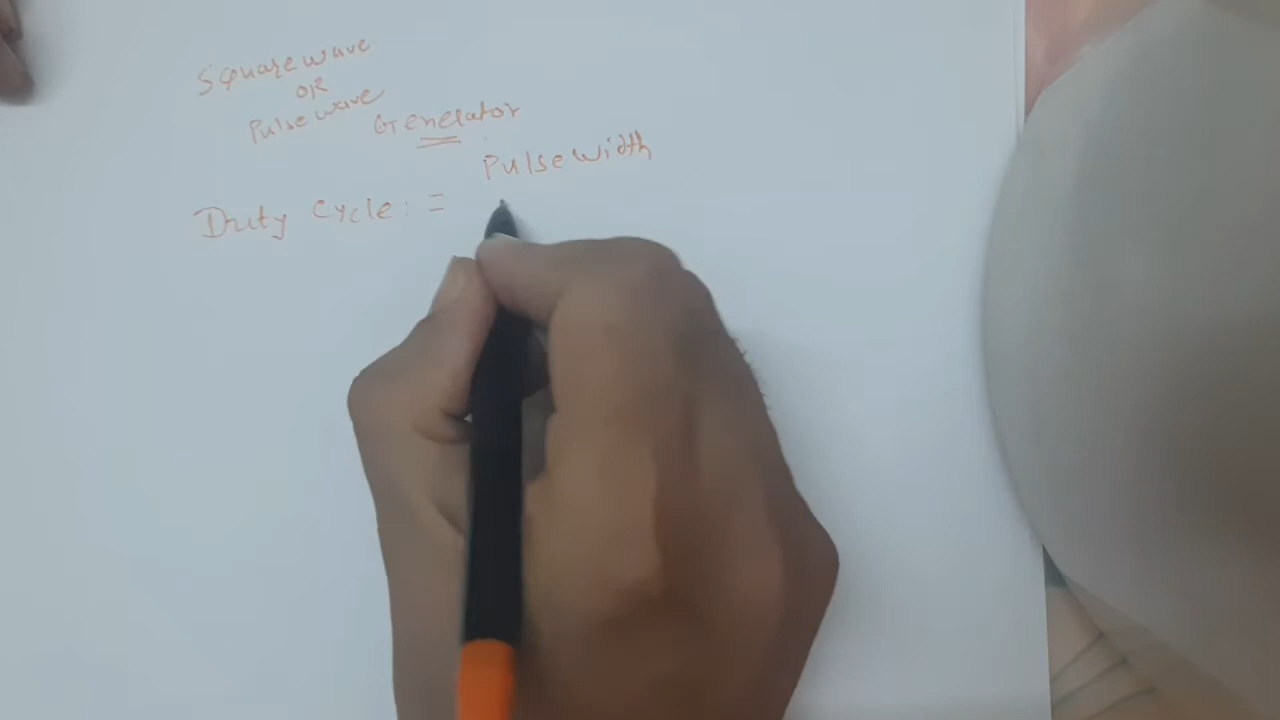 Squarewave
OR
Pulsewave Generator
Pulsewidth
Duty Cycle: =